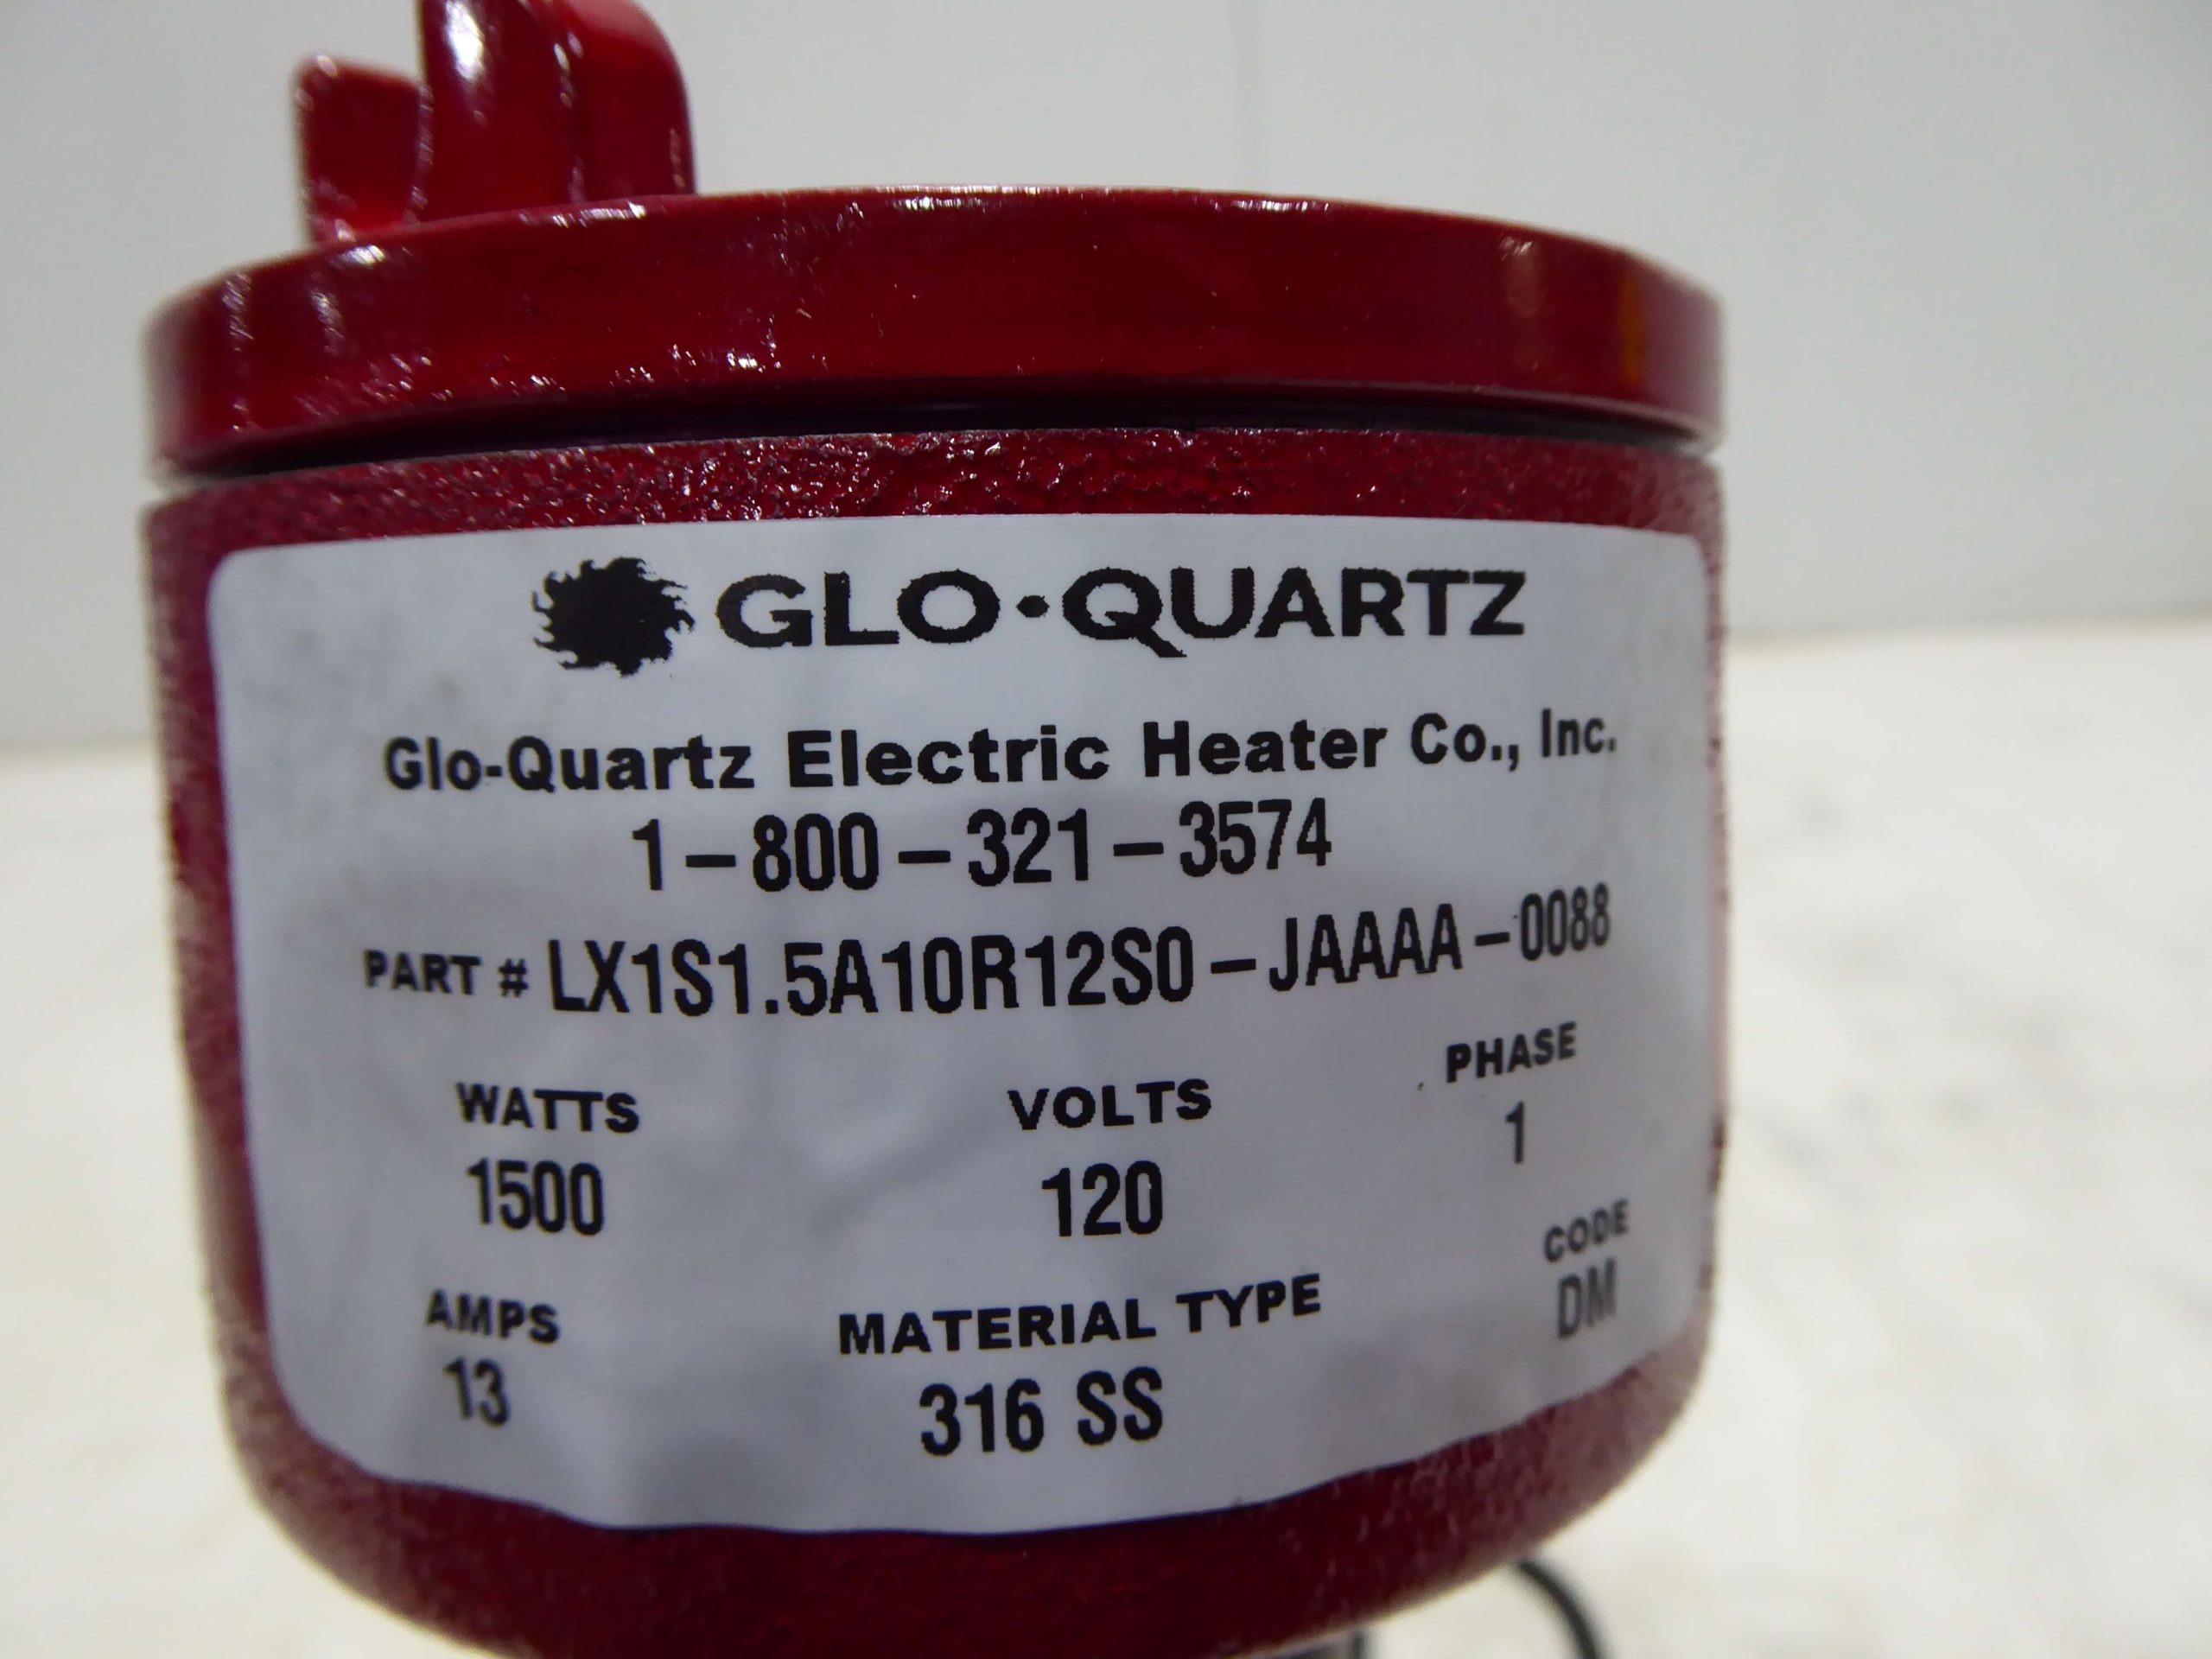 GLO·QUARTZ
Glo-Quartz Electric Heater Co., Inc.
1-800-321-3574
PART # LX1S1.5A10R12S0-JAAAA-0088
WATTS VOLTS PHASE
1500 120 1
AMPS MATERIAL TYPE CODE
13 316 SS DM